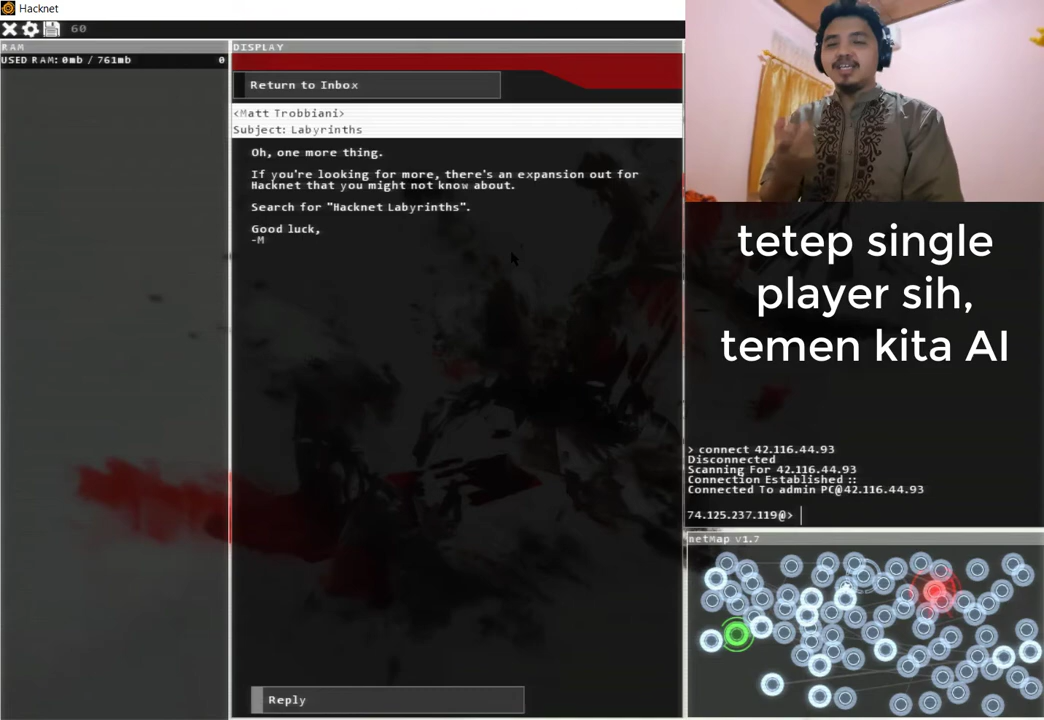 Hacknet
60
RAM
USED RAM: 0mb / 761mb
0
DISPLAY
Return to Inbox
<Matt Trobbiani>
Subject: Labyrinths
Oh, one more thing.
If you're looking for more, there's an expansion out for
Hacknet that you might not know about.
Search for "Hacknet Labyrinths".
Good luck,
-M
Reply
tetep single
player sih,
temen kita AI
> connect 42.116.44.93
Disconnected
Scanning For 42.116.44.93
Connection Established ::
Connected To admin PC@42.116.44.93
74.125.237.119@>
netMap v1.7